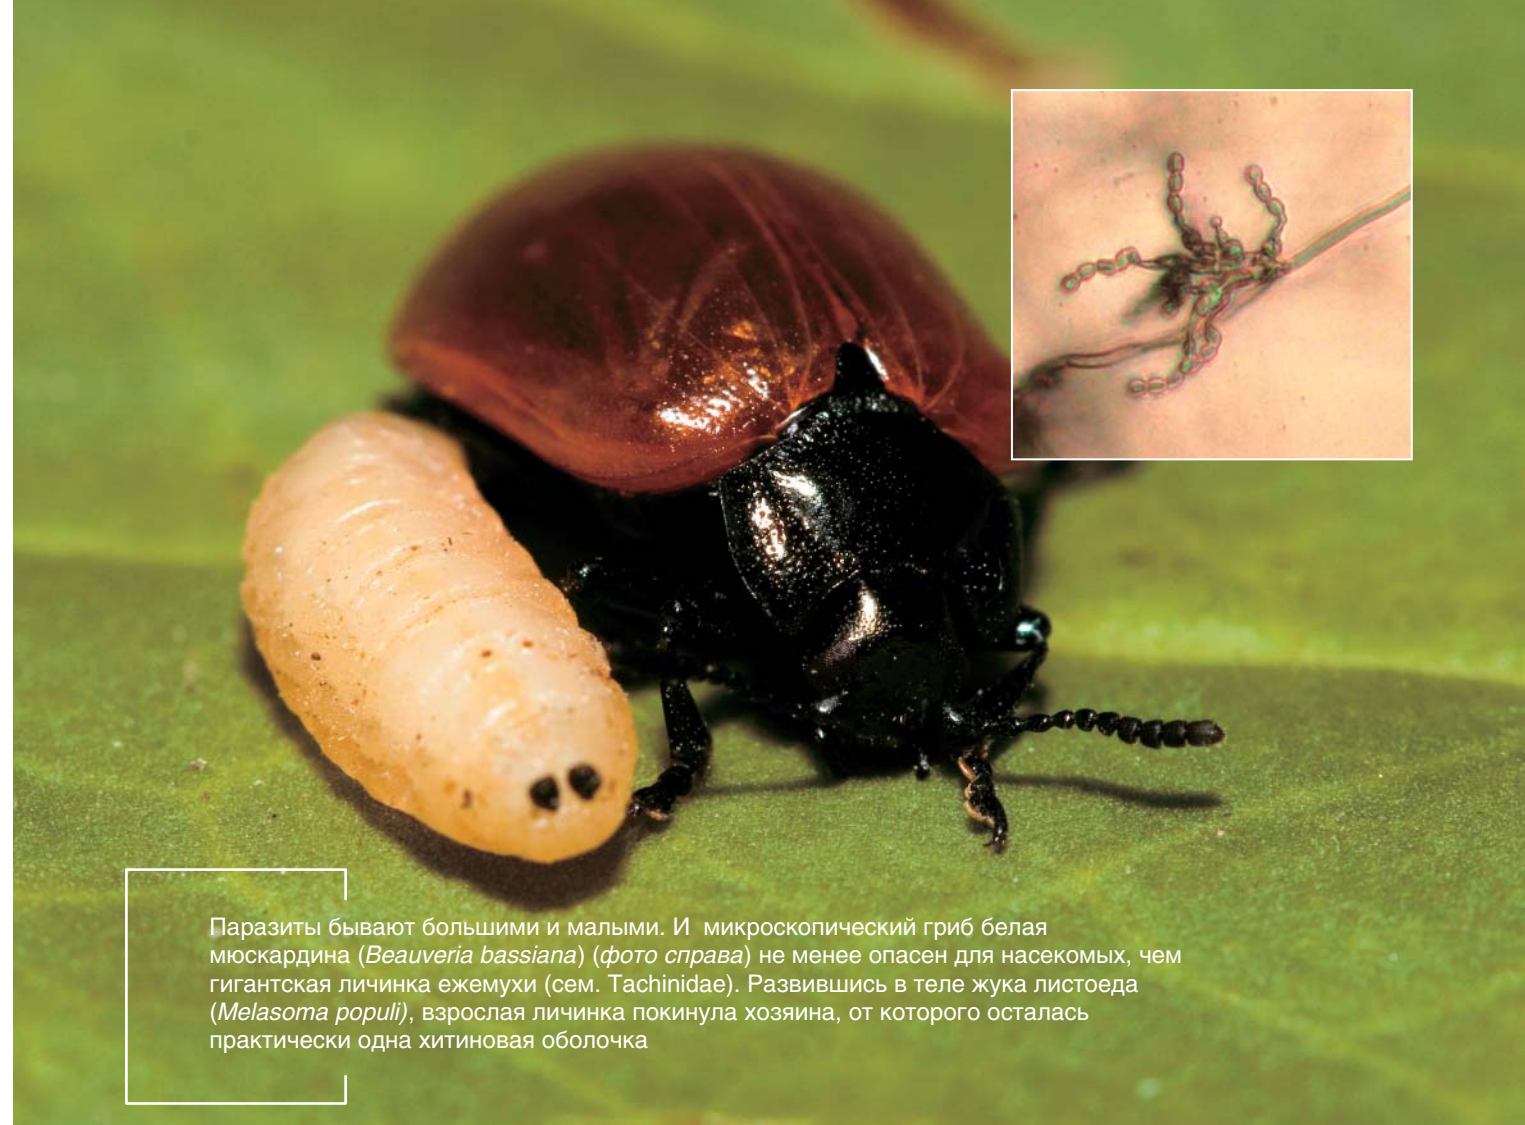 Паразиты бывают большими и малыми. И микроскопический гриб белая
мюскардина (Beauveria bassiana) (фото справа) не менее опасен для насекомых, чем
гигантская личинка ежемухи (сем. Tachinidae). Развившись в теле жука листоеда
(Melasoma populi), взрослая личинка покинула хозяина, от которого осталась
практически одна хитиновая оболочка